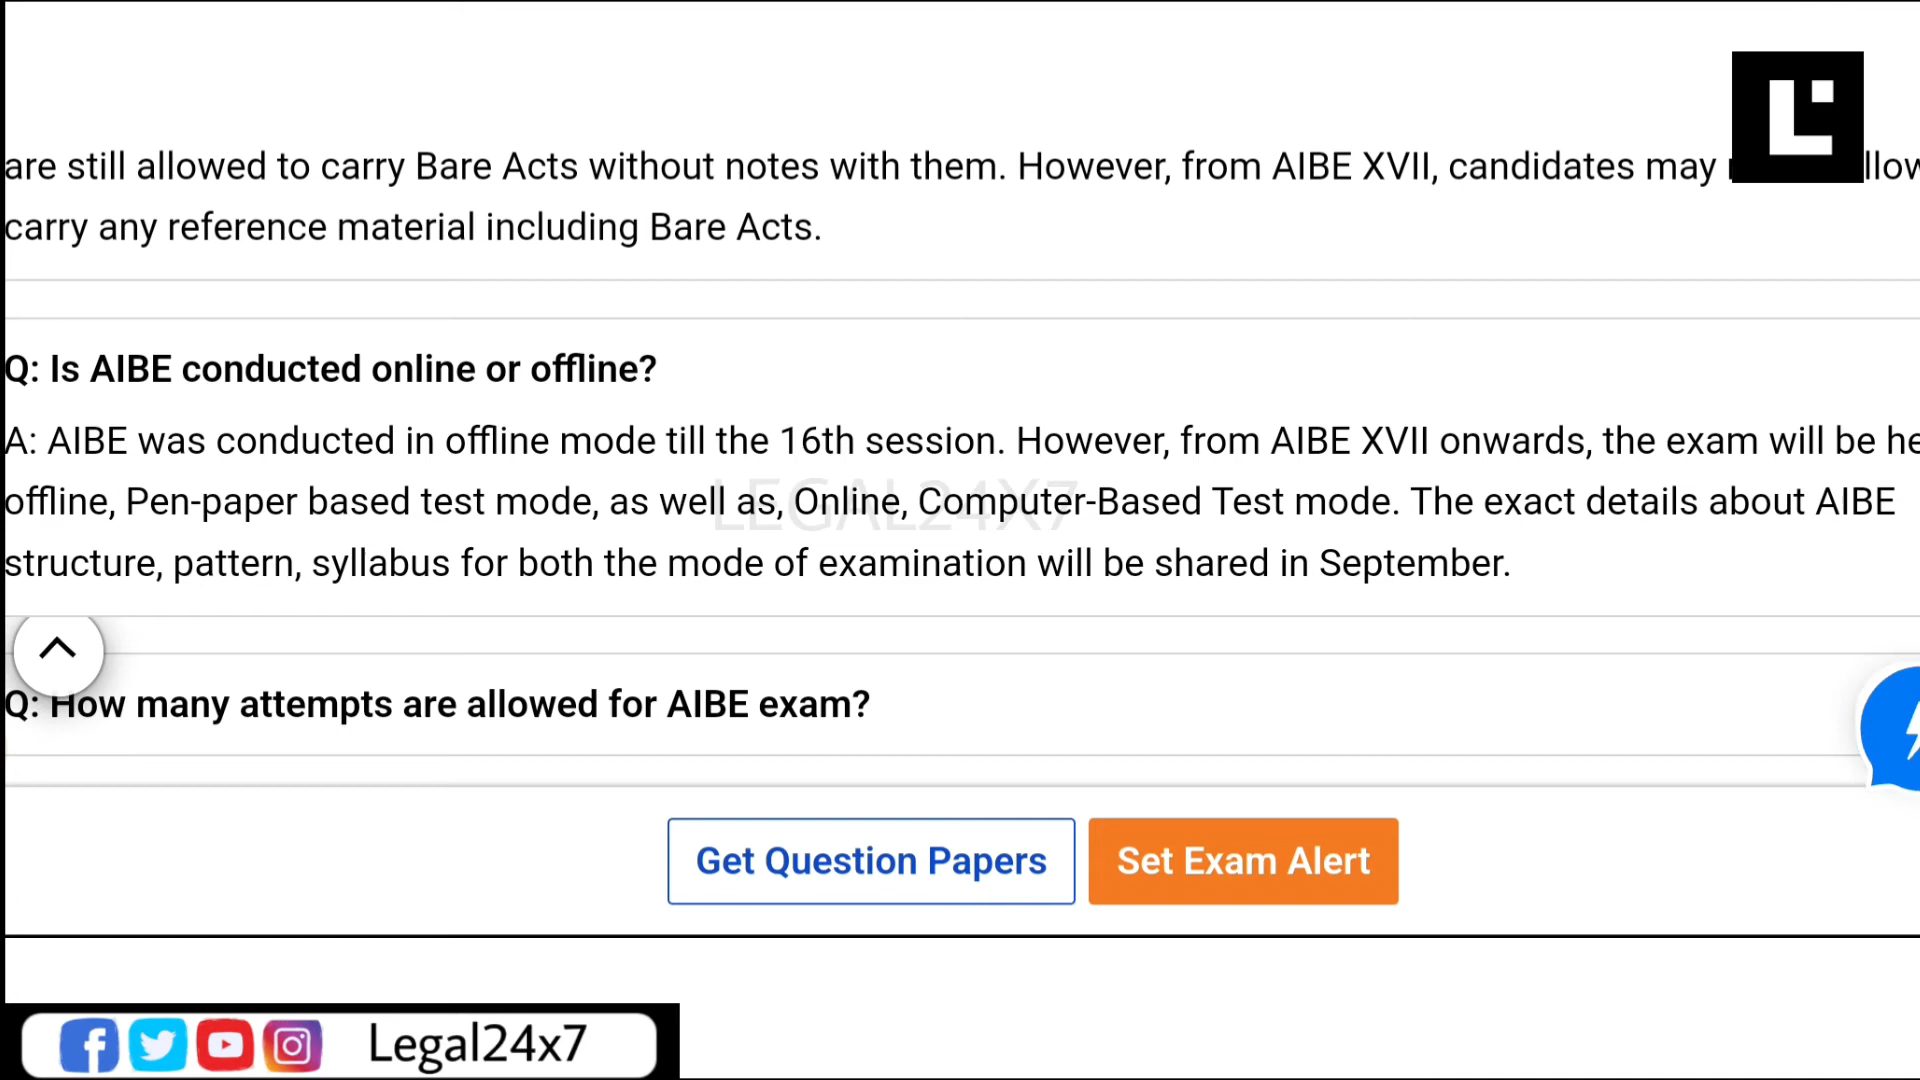 are still allowed to carry Bare Acts without notes with them. However, from AIBE XVII, candidates may
carry any reference material including Bare Acts.
Q: Is AIBE conducted online or offline?
A: AIBE was conducted in offline mode till the 16th session. However, from AIBE XVII onwards, the exam will be he
offline, Pen-paper based test mode, as well as, Online, Computer-Based Test mode. The exact details about AIBE
LEGAL24X7
structure, pattern, syllabus for both the mode of examination will be shared in September.
Q: How many attempts are allowed for AIBE exam?
Get Question Papers
Set Exam Alert
Legal24x7